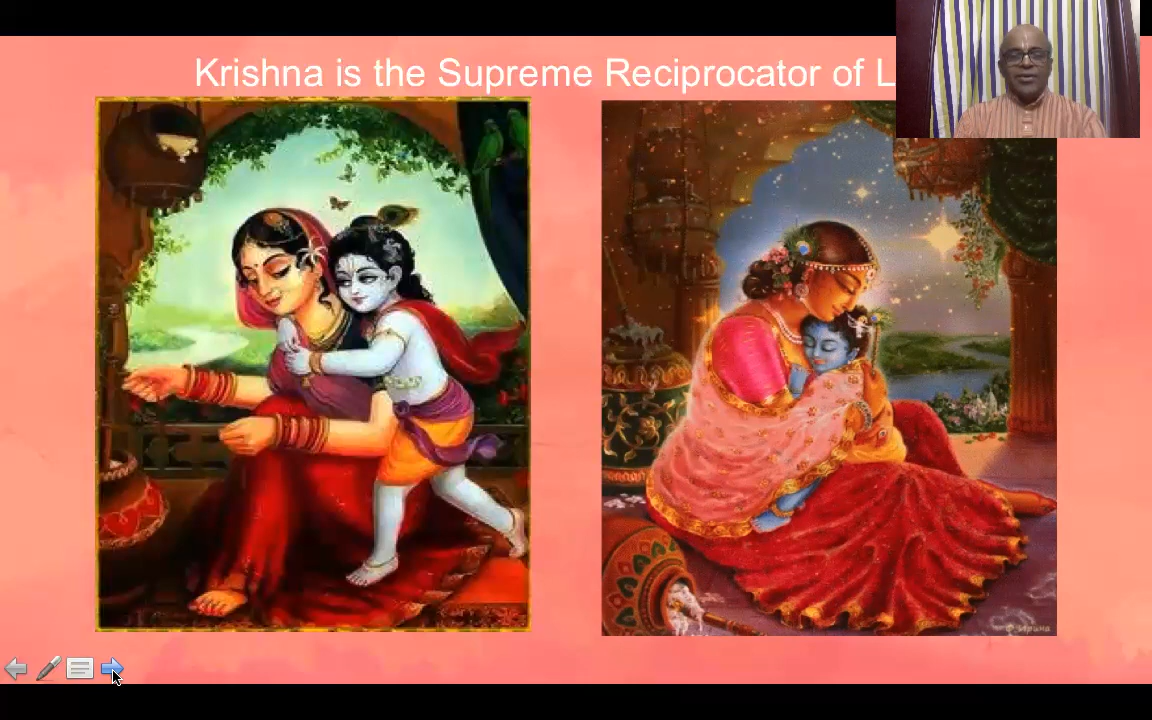 Krishna is the Supreme Reciprocator of L